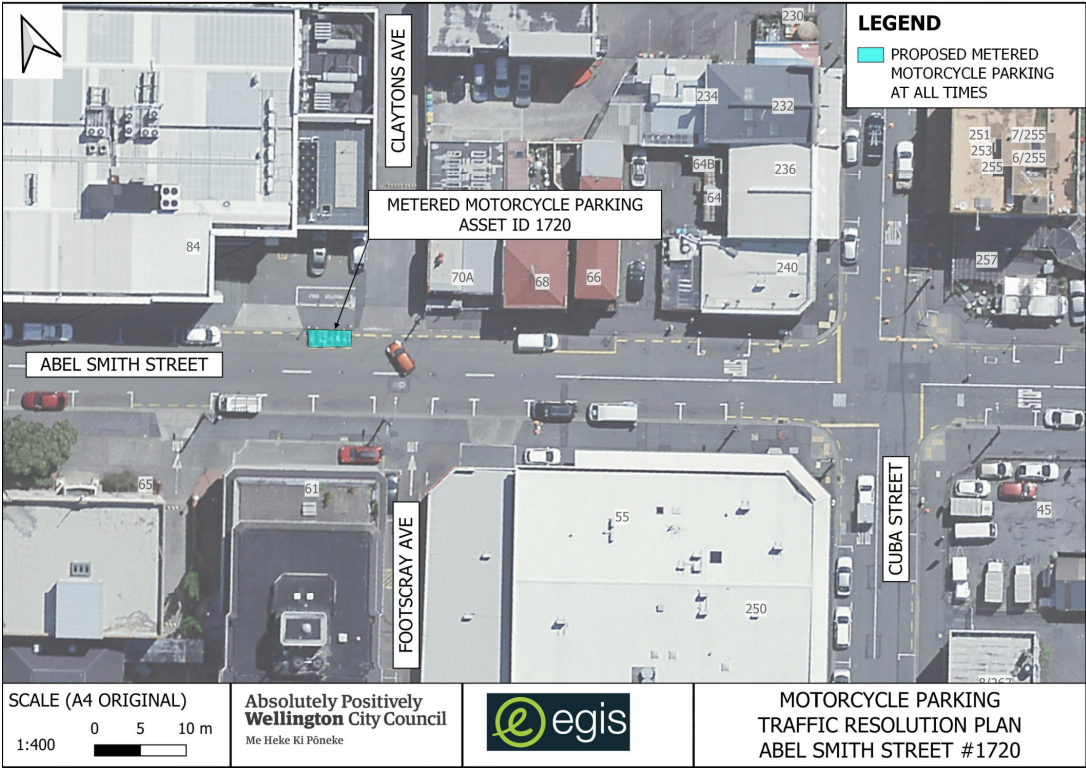 CLAYTONS AVE
230
LEGEND
PROPOSED METERED
MOTORCYCLE PARKING
AT ALL TIMES
234
232
251
7/255
253
6/255
255
64B
236
64
METERED MOTORCYCLE PARKING
ASSET ID 1720
84
257
70A
68
66
240
ABEL SMITH STREET
STOP
65
61
FOOTSCRAY AVE
55
CUBA STREET
45
250
8/267
SCALE (A4 ORIGINAL)
0 5 10 m
1:400
Absolutely Positively
Wellington City Council
Me Heke Ki Pōneke
egis
MOTORCYCLE PARKING
TRAFFIC RESOLUTION PLAN
ABEL SMITH STREET #1720